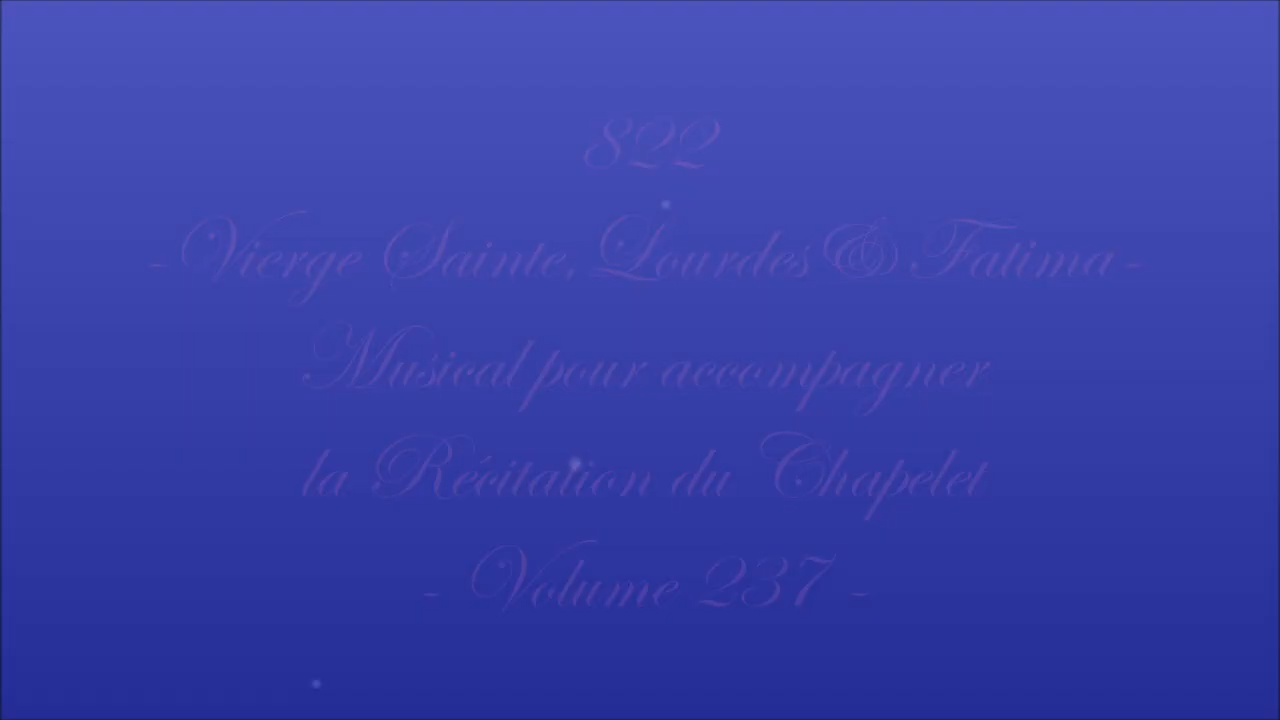 822
- Vierge Sainte, Lourdes & Fatima -
Musical pour accompagner
la Récitation du Chapelet
- Volume 237 -